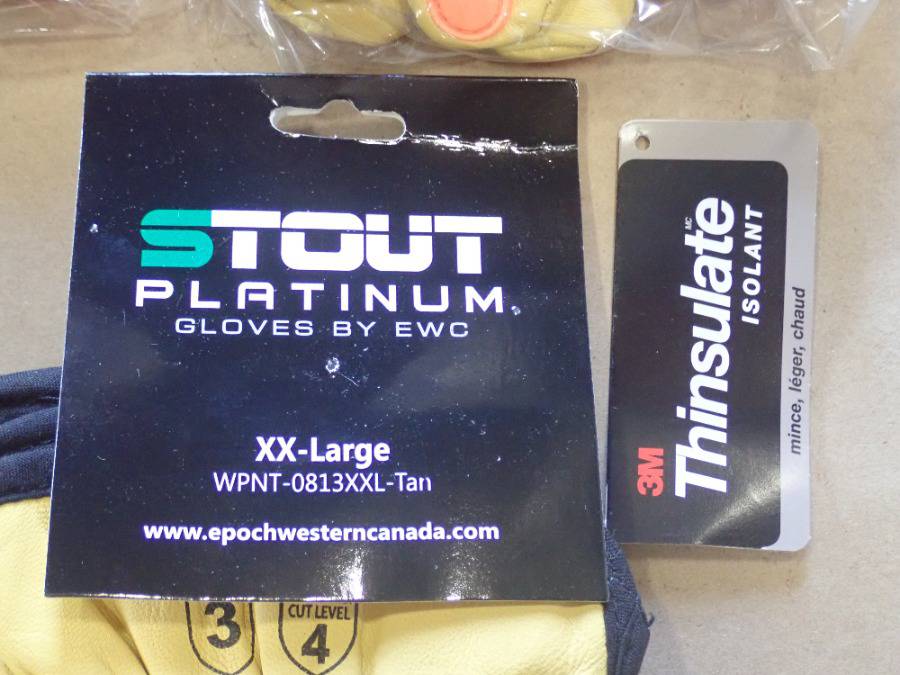 STOUT
PLATINUM
GLOVES BY EWC
XX-Large
WPNT-0813XXL-Tan
www.epochwesterncanada.com
3
CUT LEVEL
4
3M
Thinsulate MC
ISOLANT
mince, léger, chaud